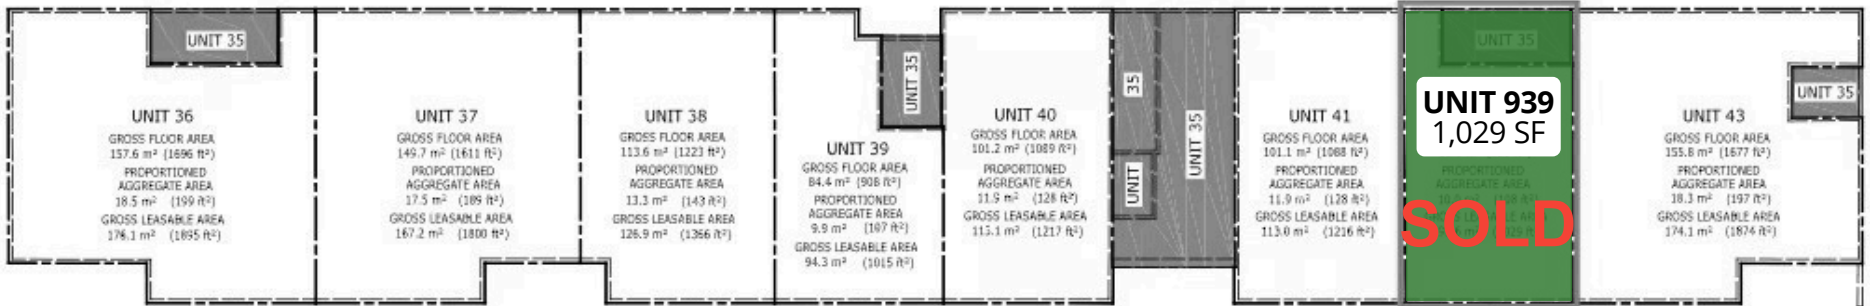 UNIT 35
UNIT 36
GROSS FLOOR AREA
157.6 m² (1696 ft²)
PROPORTIONED
AGGREGATE AREA
18.5 m² (199 ft²)
GROSS LEASABLE AREA
176.1 m² (1895 ft²)
UNIT 37
GROSS FLOOR AREA
149.7 m² (1611 ft²)
PROPORTIONED
AGGREGATE AREA
17.5 m² (189 ft²)
GROSS LEASABLE AREA
167.2 m² (1800 ft²)
UNIT 38
GROSS FLOOR AREA
113.6 m² (1223 ft²)
PROPORTIONED
AGGREGATE AREA
13.3 m² (143 ft²)
GROSS LEASABLE AREA
126.9 m² (1366 ft²)
UNIT 35
UNIT 39
GROSS FLOOR AREA
84.4 m² (908 ft²)
PROPORTIONED
AGGREGATE AREA
9.9 m² (107 ft²)
GROSS LEASABLE AREA
94.3 m² (1015 ft²)
UNIT 40
GROSS FLOOR AREA
101.2 m² (1089 ft²)
PROPORTIONED
AGGREGATE AREA
11.9 m² (128 ft²)
GROSS LEASABLE AREA
113.1 m² (1217 ft²)
UNIT 35
UNIT 35
UNIT 41
GROSS FLOOR AREA
101.1 m² (1088 ft²)
PROPORTIONED
AGGREGATE AREA
11.9 m² (128 ft²)
GROSS LEASABLE AREA
113.0 m² (1216 ft²)
UNIT 35
UNIT 939
1,029 SF
PROPORTIONED
AGGREGATE AREA
SOLD
UNIT 35
UNIT 43
GROSS FLOOR AREA
155.8 m² (1677 ft²)
PROPORTIONED
AGGREGATE AREA
18.3 m² (197 ft²)
GROSS LEASABLE AREA
174.1 m² (1874 ft²)